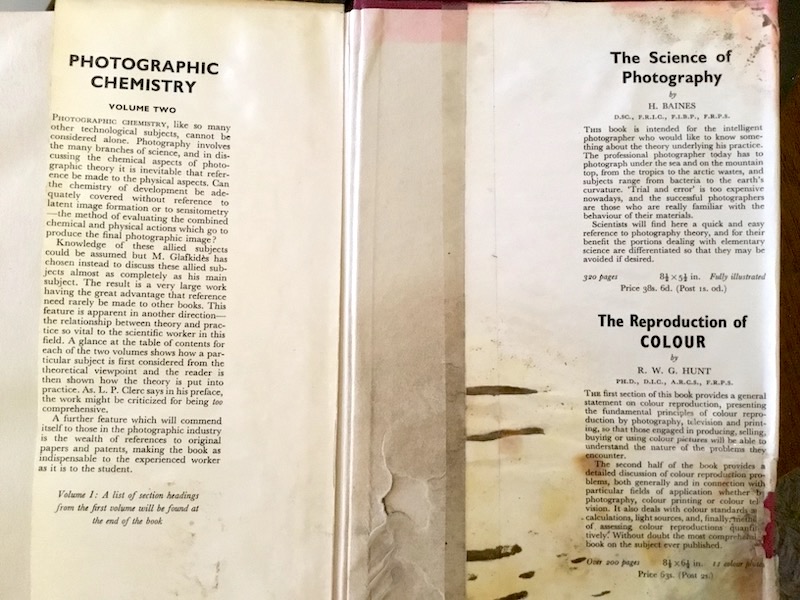 PHOTOGRAPHIC
CHEMISTRY
VOLUME TWO
PHOTOGRAPHIC CHEMISTRY, like so many
other technological subjects, cannot be
considered alone. Photography involves
the many branches of science, and in dis-
cussing the chemical aspects of photo-
graphic theory it is inevitable that refer-
ence be made to the physical aspects. Can
the chemistry of development be ade-
quately covered without reference to
latent image formation or to sensitometry
—the method of evaluating the combined
chemical and physical actions which go to
produce the final photographic image?
Knowledge of these allied subjects
could be assumed but M. Glafkidès has
chosen instead to discuss these allied sub-
jects almost as completely as his main
subject. The result is a very large work
having the great advantage that reference
need rarely be made to other books. This
feature is apparent in another direction—
the relationship between theory and prac-
tice so vital to the scientific worker in this
field. A glance at the table of contents for
each of the two volumes shows how a par-
ticular subject is first considered from the
theoretical viewpoint and the reader is
then shown how the theory is put into
practice. As. L. P. Clerc says in his preface,
the work might be criticized for being too
comprehensive.
A further feature which will commend
itself to those in the photographic industry
is the wealth of references to original
papers and patents, making the book as
indispensable to the experienced worker
as it is to the student.
Volume I: A list of section headings
from the first volume will be found at
the end of the book
The Science of
Photography
by
H. BAINES
D.SC., F.R.I.C., F.I.B.P., F.R.P.S.
THIS book is intended for the intelligent
photographer who would like to know some-
thing about the theory underlying his practice.
The professional photographer today has to
photograph under the sea and on the mountain
top, from the tropics to the arctic wastes, and
subjects range from bacteria to the earth's
curvature. 'Trial and error' is too expensive
nowadays, and the successful photographers
are those who are really familiar with the
behaviour of their materials.
Scientists will find here a quick and easy
reference to photography theory, and for their
benefit the portions dealing with elementary
science are differentiated so that they may be
avoided if desired.
320 pages 8½ × 5½ in. Fully illustrated
Price 38s. 6d. (Post 1s. 0d.)
The Reproduction of
COLOUR
by
R. W. G. HUNT
PH.D., D.I.C., A.R.C.S., F.R.P.S.
THE first section of this book provides a general
statement on colour reproduction, presenting
the fundamental principles of colour repro-
duction by photography, television and print-
ing, so that those engaged in producing, selling,
buying or using colour pictures will be able to
understand the nature of the problems they
encounter.
The second half of the book provides a
detailed discussion of colour reproduction pro-
blems, both generally and in connection with
particular fields of application whether
photography, colour printing or colour tel
vision. It also deals with colour standards
calculations, light sources, and, finally,
of assessing colour reproductions
tively. Without doubt the most
book on the subject ever published.
Over 200 pages 8½ × 6¼ in. 11 colour
Price 63s. (Post 2s.)